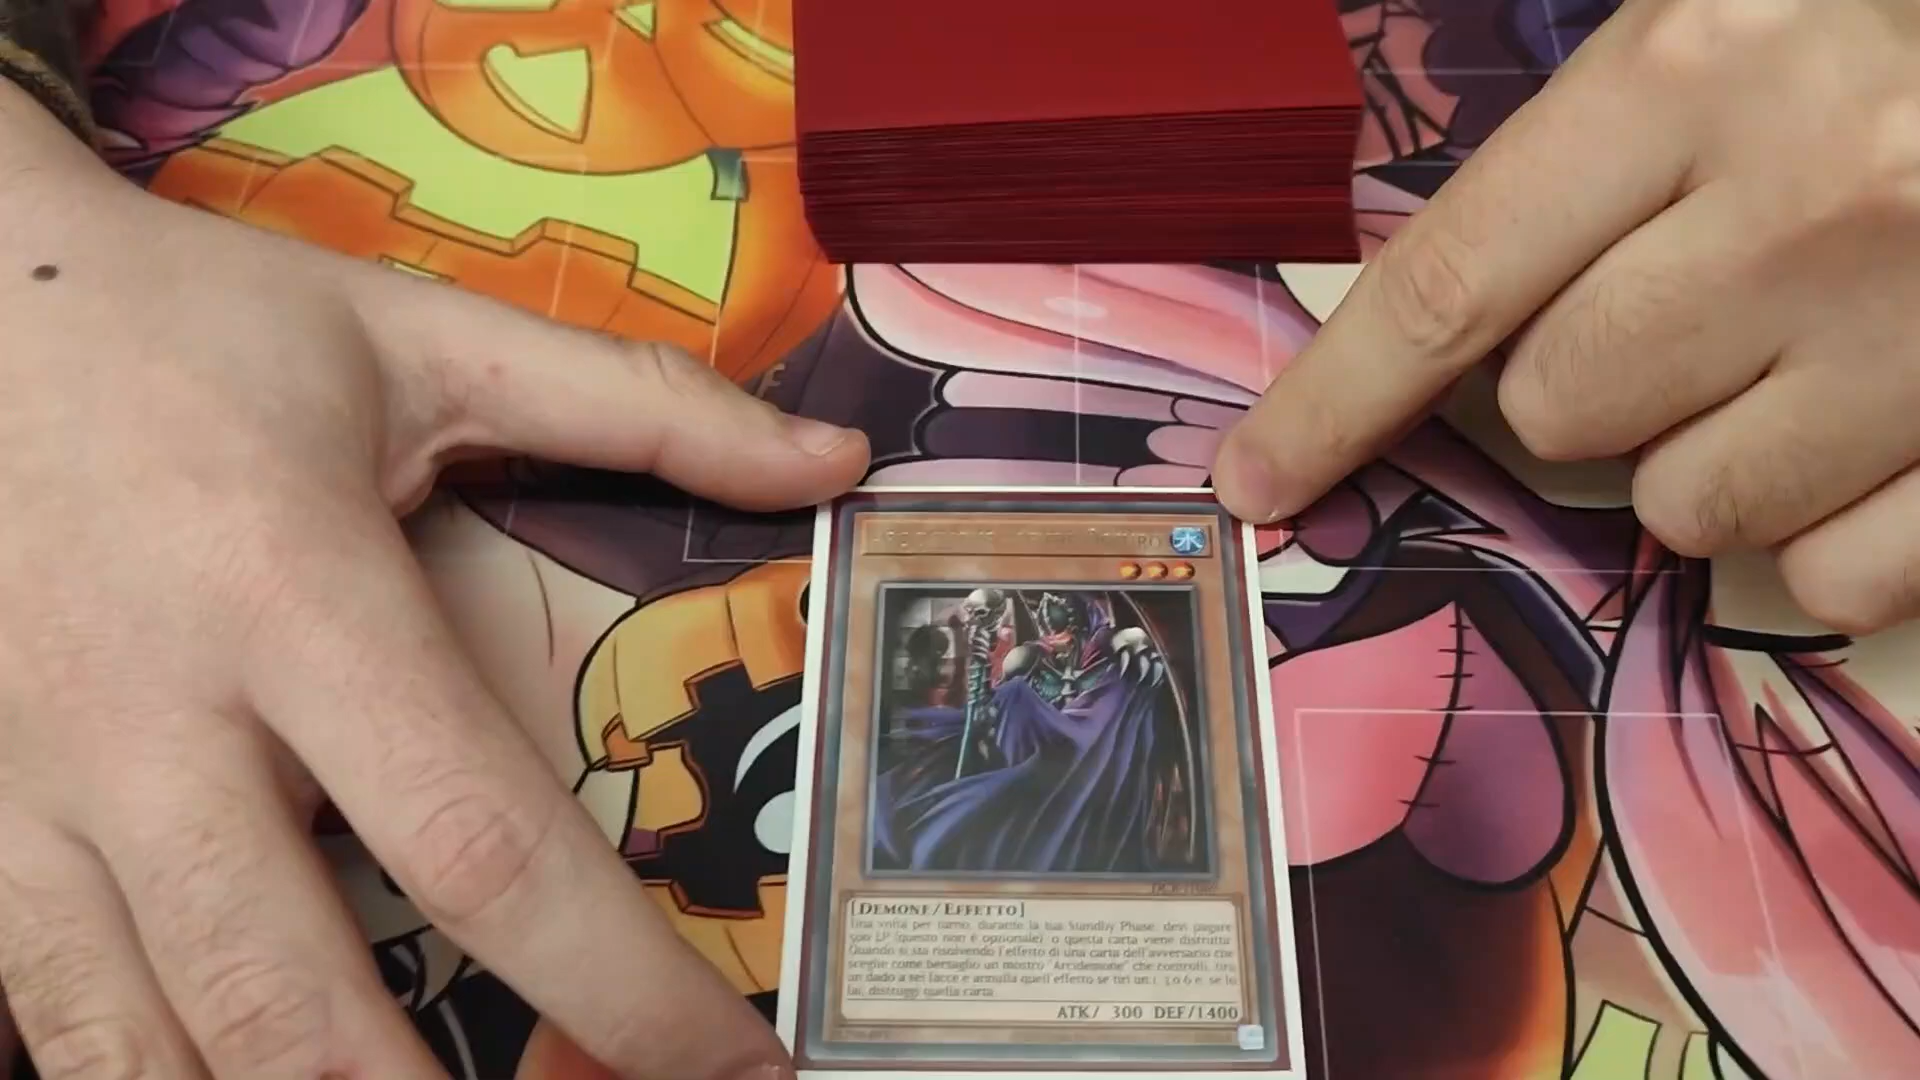 水
[DEMONE/EFFETTO]
Una volta per turno, durante la tua Standby Phase, devi pagare
500 LP (questo non è opzionale), o questa carta viene distrutta.
Quando si sta risolvendo l'effetto di una carta dell'avversario che
sceglie come bersaglio un mostro "Arcidemone" che controlli, tira
un dado a sei facce e annulla quell'effetto se tiri un 1, 3 o 6 e, se lo
fai, distruggi quella carta.
ATK/ 300 DEF/1400